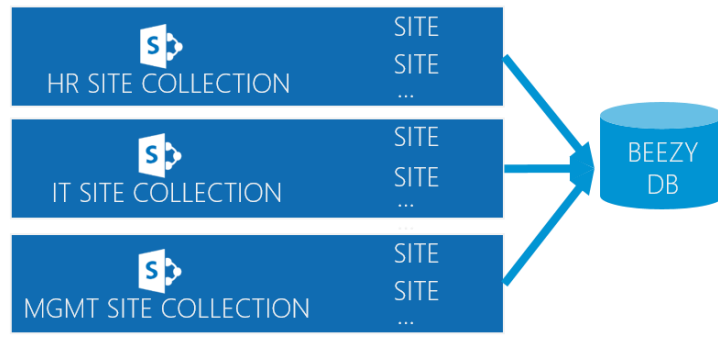 S
HR SITE COLLECTION
SITE
SITE
...
S
IT SITE COLLECTION
SITE
SITE
...
...
S
MGMT SITE COLLECTION
SITE
SITE
...
BEEZY
DB